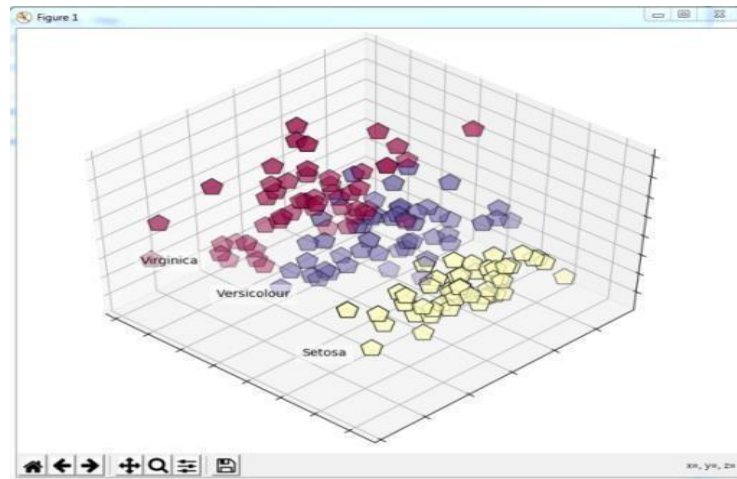 Figure 1
Virginica
Versicolour
Setosa
x=, y=, z=